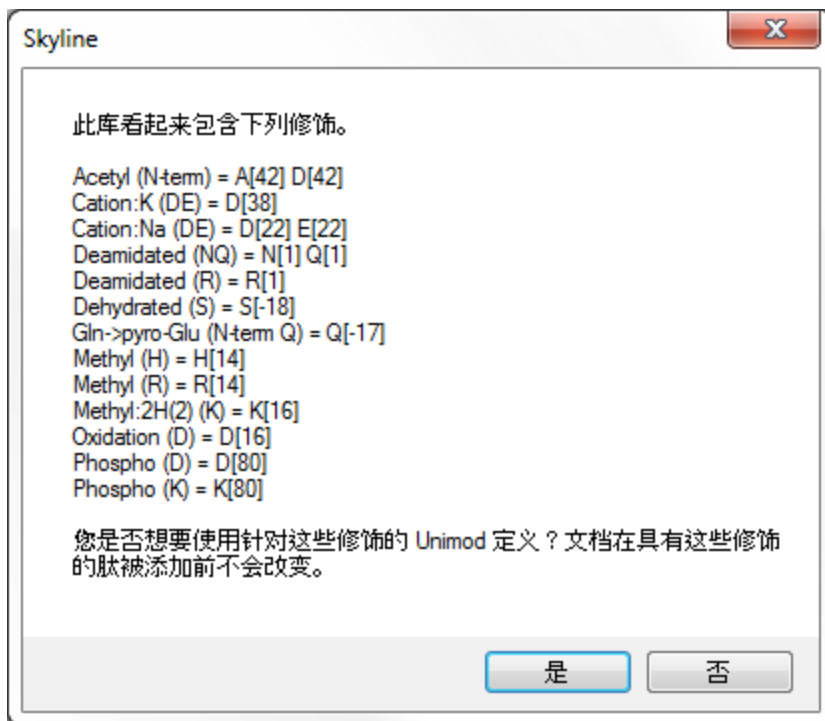 Skyline
此库看起来包含下列修饰。
Acetyl (N-term) = A[42] D[42]
Cation:K (DE) = D[38]
Cation:Na (DE) = D[22] E[22]
Deamidated (NQ) = N[1] Q[1]
Deamidated (R) = R[1]
Dehydrated (S) = S[-18]
Gln->pyro-Glu (N-term Q) = Q[-17]
Methyl (H) = H[14]
Methyl (R) = R[14]
Methyl:2H(2) (K) = K[16]
Oxidation (D) = D[16]
Phospho (D) = D[80]
Phospho (K) = K[80]
您是否想要使用针对这些修饰的 Unimod 定义？文档在具有这些修饰
的肽被添加前不会改变。
是
否